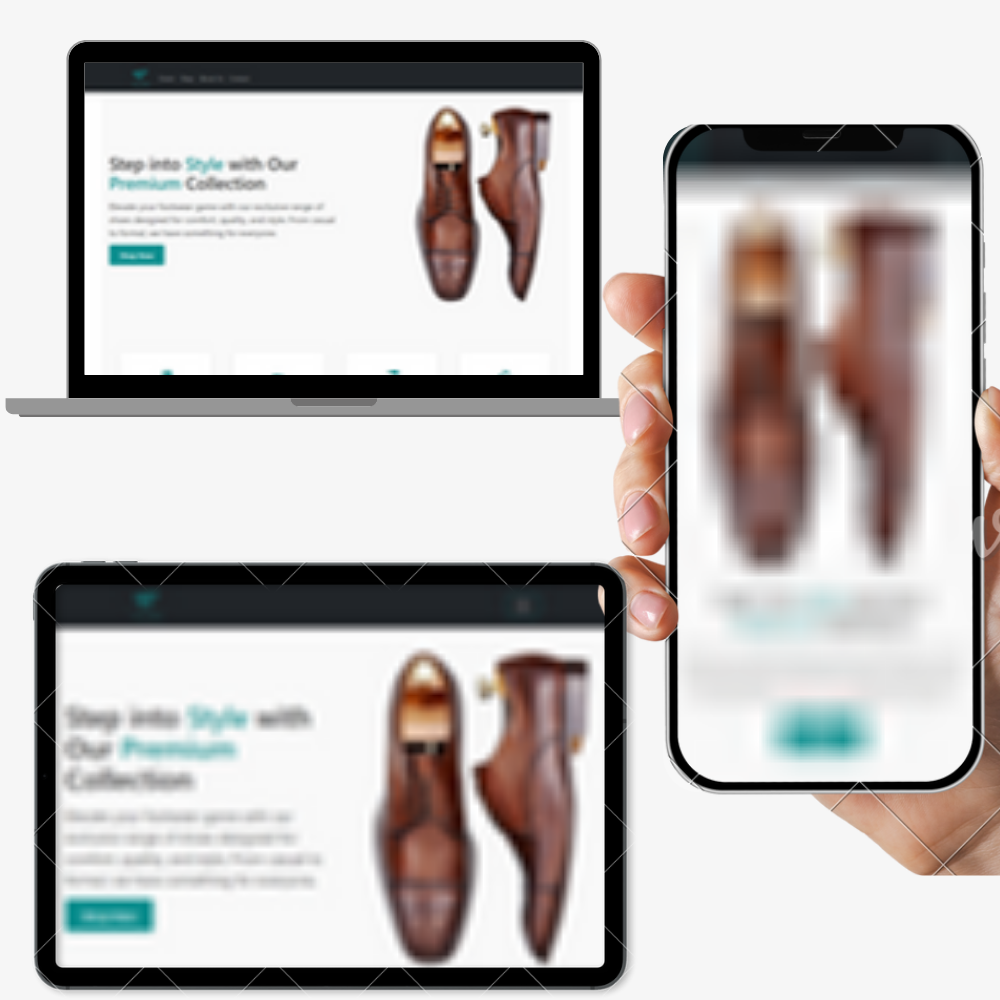 Home Shop About Us Contact
Step into Style with Our
Premium Collection
Elevate your footwear game with our exclusive range of
shoes designed for comfort, quality, and style. From casual
to formal, we have something for everyone.
Shop Now
Step into Style with
Our Premium
Collection
Elevate your footwear game with our
exclusive range of shoes designed for
comfort, quality, and style. From casual to
formal, we have something for everyone.
Shop Now